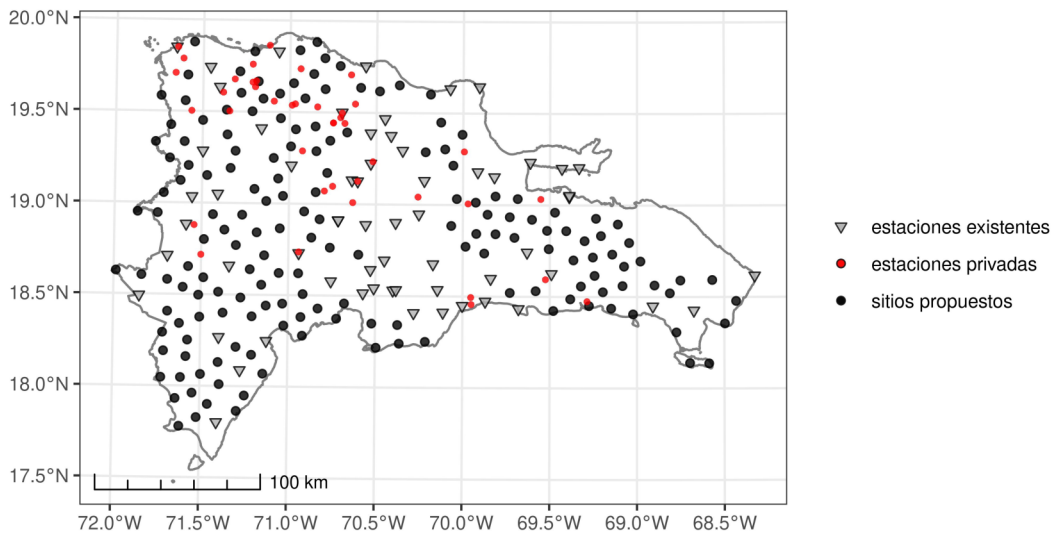 20.0°N
19.5°N
19.0°N
18.5°N
18.0°N
17.5°N
100 km
72.0°W 71.5°W 71.0°W 70.5°W 70.0°W 69.5°W 69.0°W 68.5°W
estaciones existentes
estaciones privadas
sitios propuestos